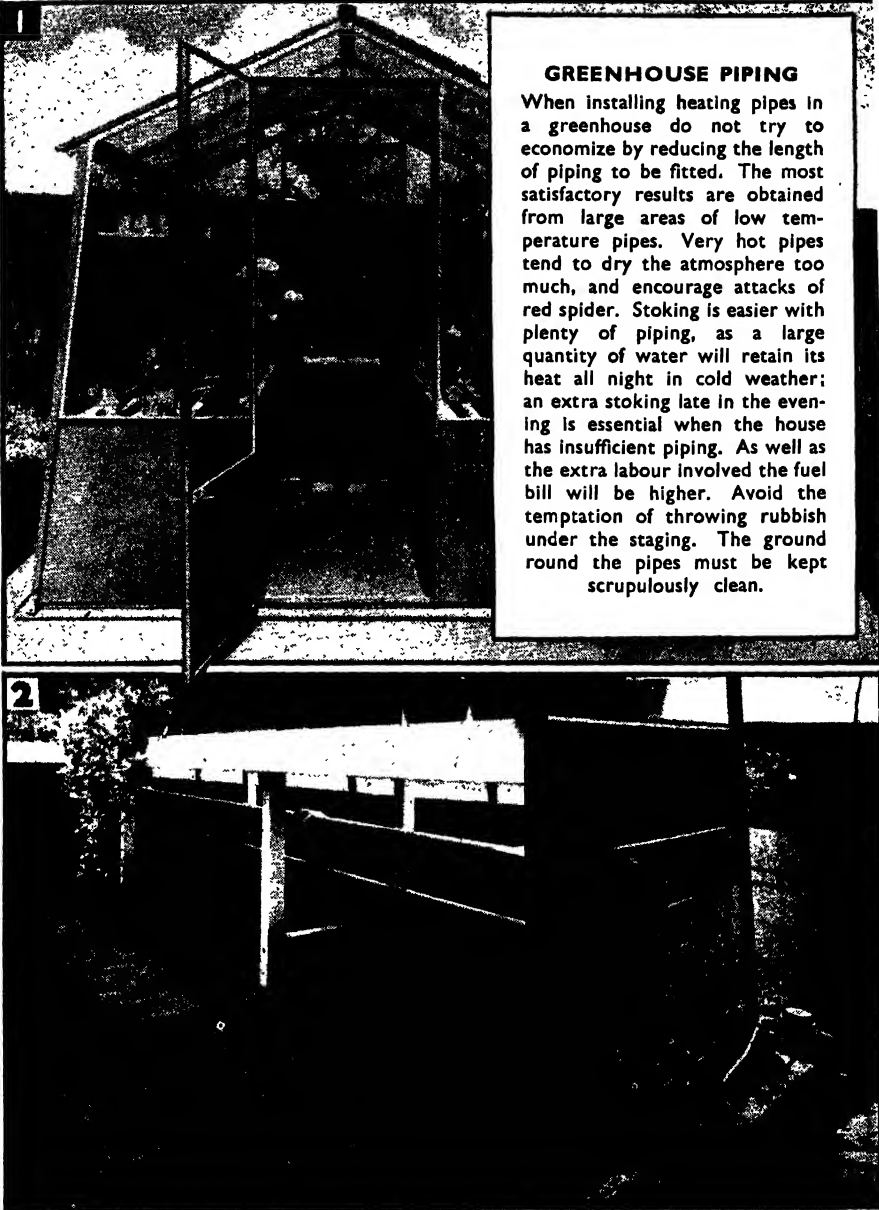 1
GREENHOUSE PIPING
When installing heating pipes in
a greenhouse do not try to
economize by reducing the length
of piping to be fitted. The most
satisfactory results are obtained
from large areas of low tem-
perature pipes. Very hot pipes
tend to dry the atmosphere too
much, and encourage attacks of
red spider. Stoking is easier with
plenty of piping, as a large
quantity of water will retain its
heat all night in cold weather;
an extra stoking late in the even-
ing is essential when the house
has insufficient piping. As well as
the extra labour involved the fuel
bill will be higher. Avoid the
temptation of throwing rubbish
under the staging. The ground
round the pipes must be kept
scrupulously clean.
2